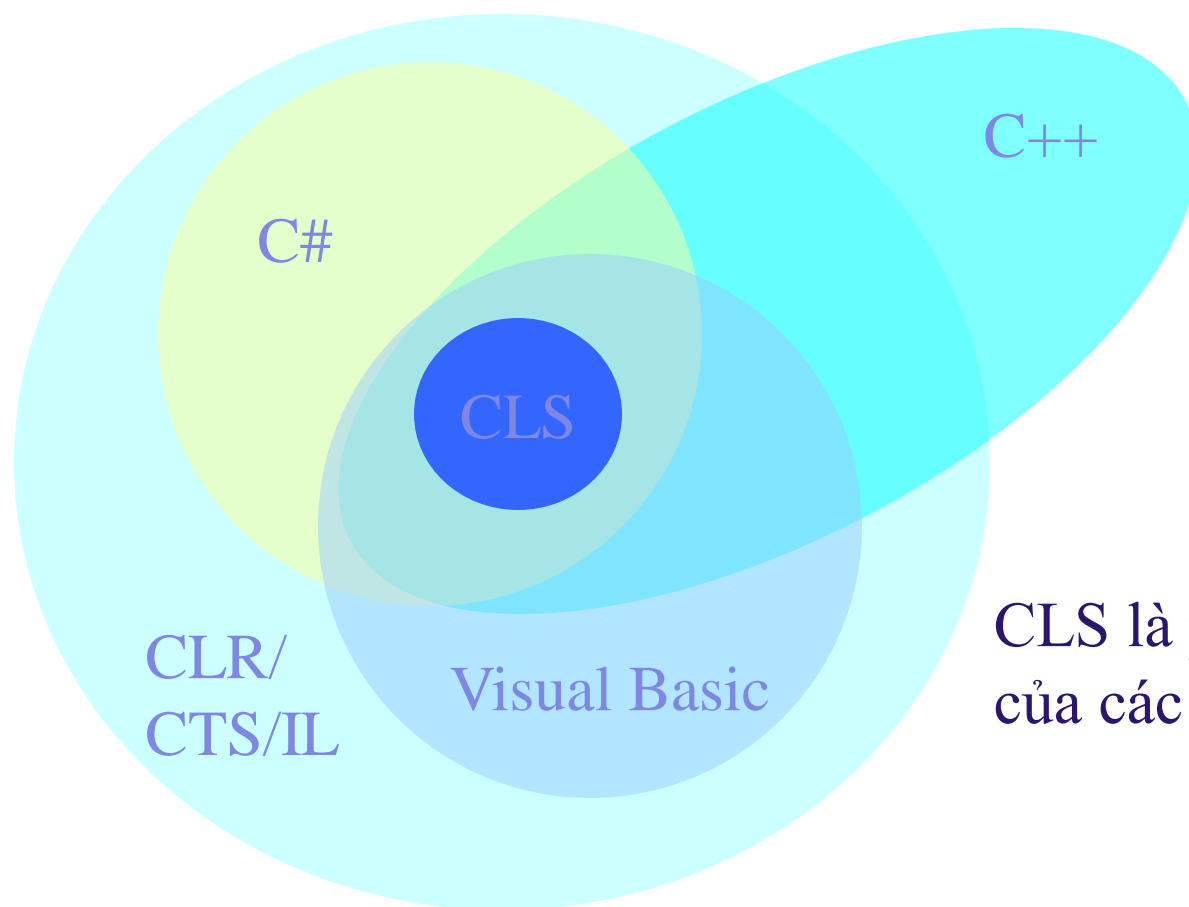 C++
C#
CLS
CLS là
của các
CLR/
CTS/IL
Visual Basic